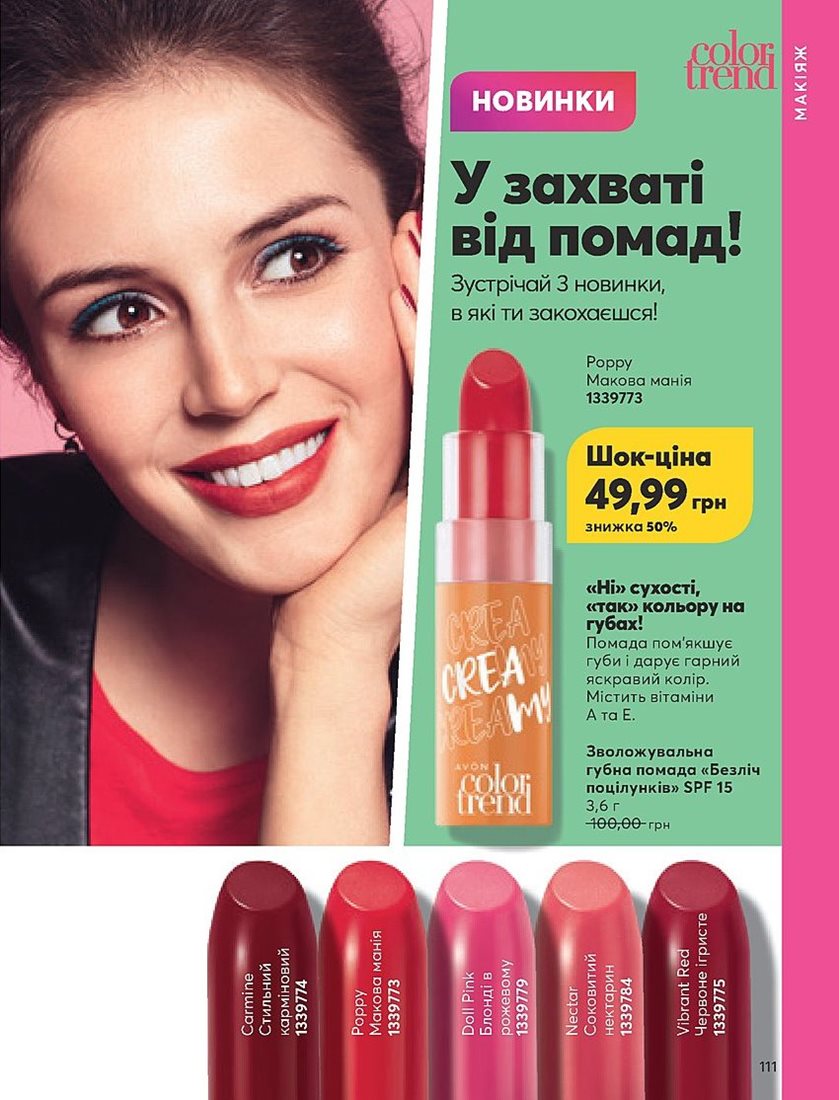 color
trend
МАКІЯЖ
НОВИНКИ
У захваті
від помад!
Зустрічай 3 новинки,
в які ти закохаєшся!
Poppy
Макова манія
1339773
Шок-ціна
49,99 грн
знижка 50%
«Ні» сухості,
«так» кольору на
губах!
Помада пом'якшує
губи і дарує гарний
яскравий колір.
Містить вітаміни
А та Е.
Зволожувальна
губна помада «Безліч
поцілунків» SPF 15
3,6 г
100,00 грн
CREA
CREA
MY
CREAMY
AVON
color
trend
Carmine
Стильний
карміновий
1339774
Poppy
Макова манія
1339773
Doll Pink
Блонді в
рожевому
1339779
Nectar
Соковитий
нектарин
1339784
Vibrant Red
Червоне ігристе
1339775
111